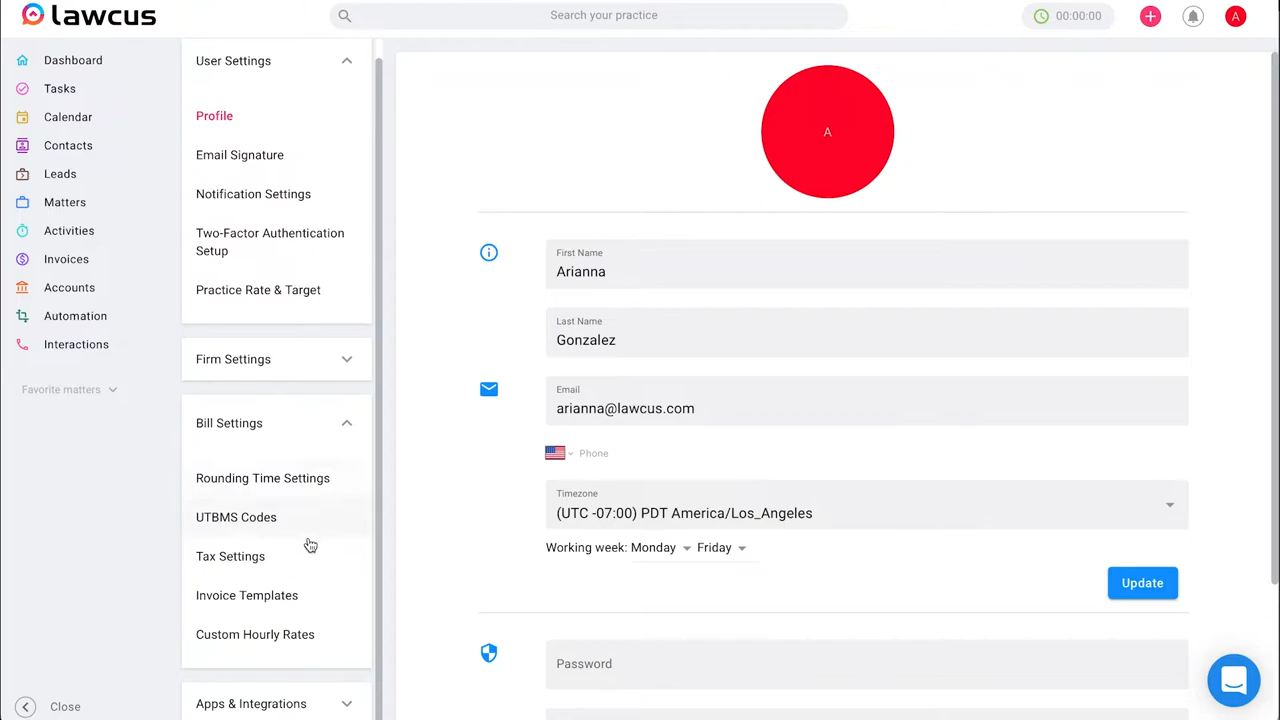 lawcus
Search your practice
00:00:00
A
Dashboard
Tasks
Calendar
Contacts
Leads
Matters
Activities
Invoices
Accounts
Automation
Interactions
Favorite matters
Close
User Settings
Profile
Email Signature
Notification Settings
Two-Factor Authentication
Setup
Practice Rate & Target
Firm Settings
Bill Settings
Rounding Time Settings
UTBMS Codes
Tax Settings
Invoice Templates
Custom Hourly Rates
Apps & Integrations
A
First Name
Arianna
Last Name
Gonzalez
Email
arianna@lawcus.com
Phone
Timezone
(UTC -07:00) PDT America/Los_Angeles
Working week: Monday Friday
Update
Password